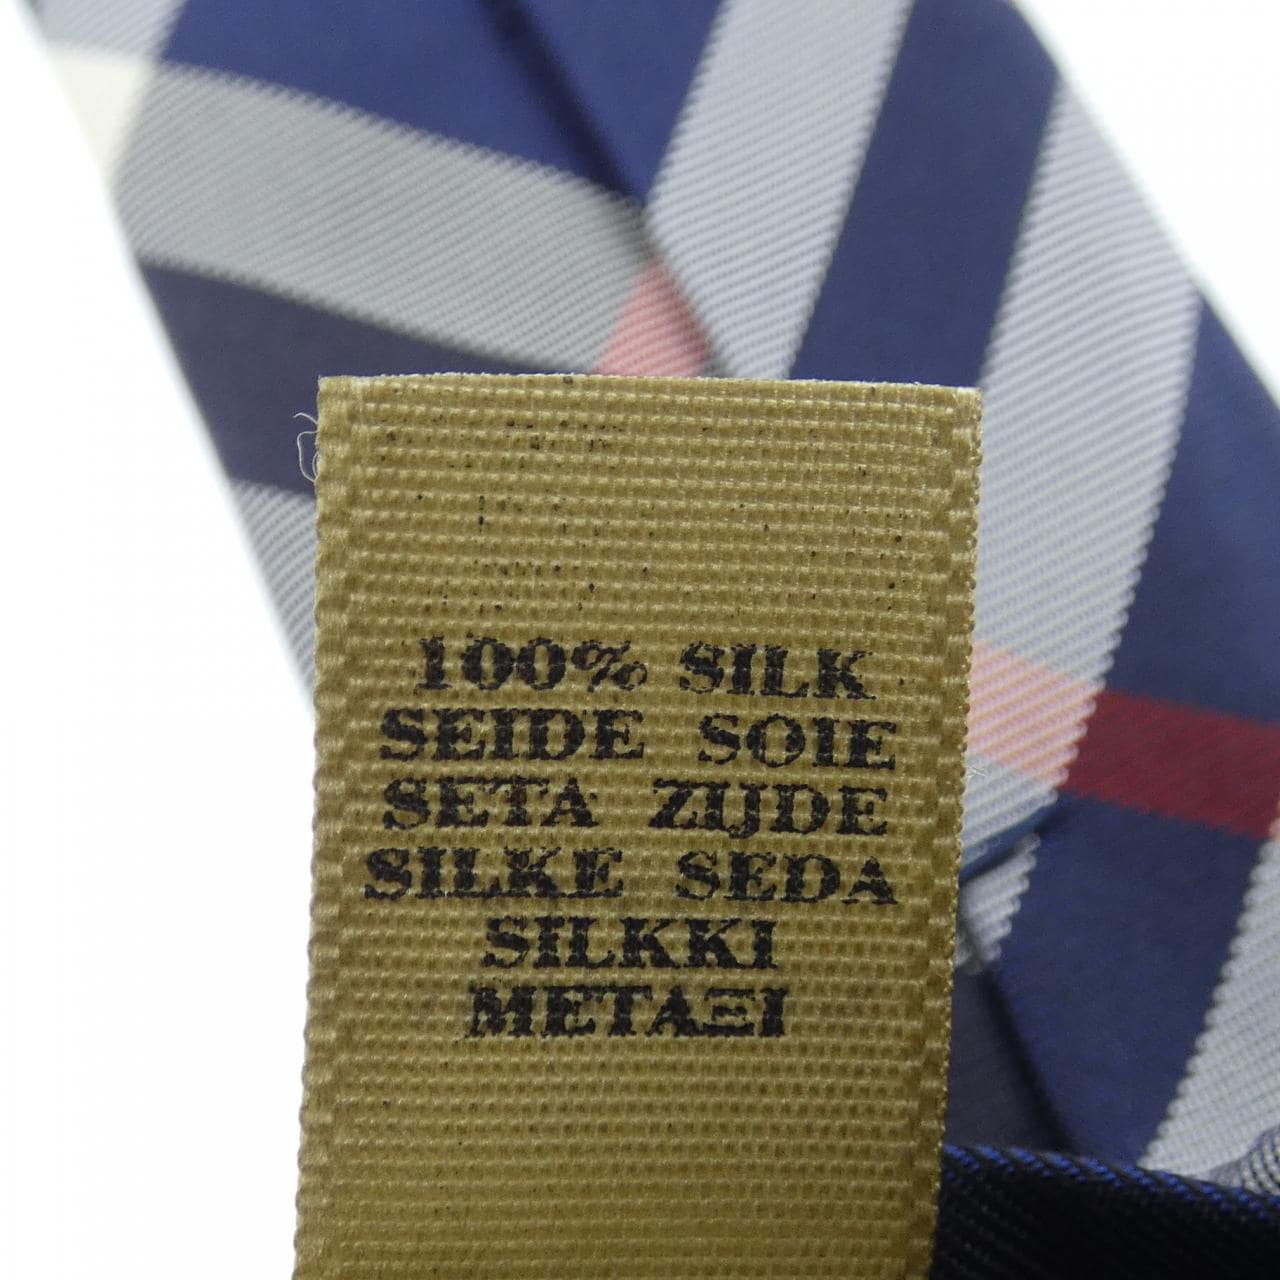 100% SILK
SEIDE SOIE
SETA ZIJDE
SILKE SEDA
SILKKI
ΜΕΤΑΞΙ